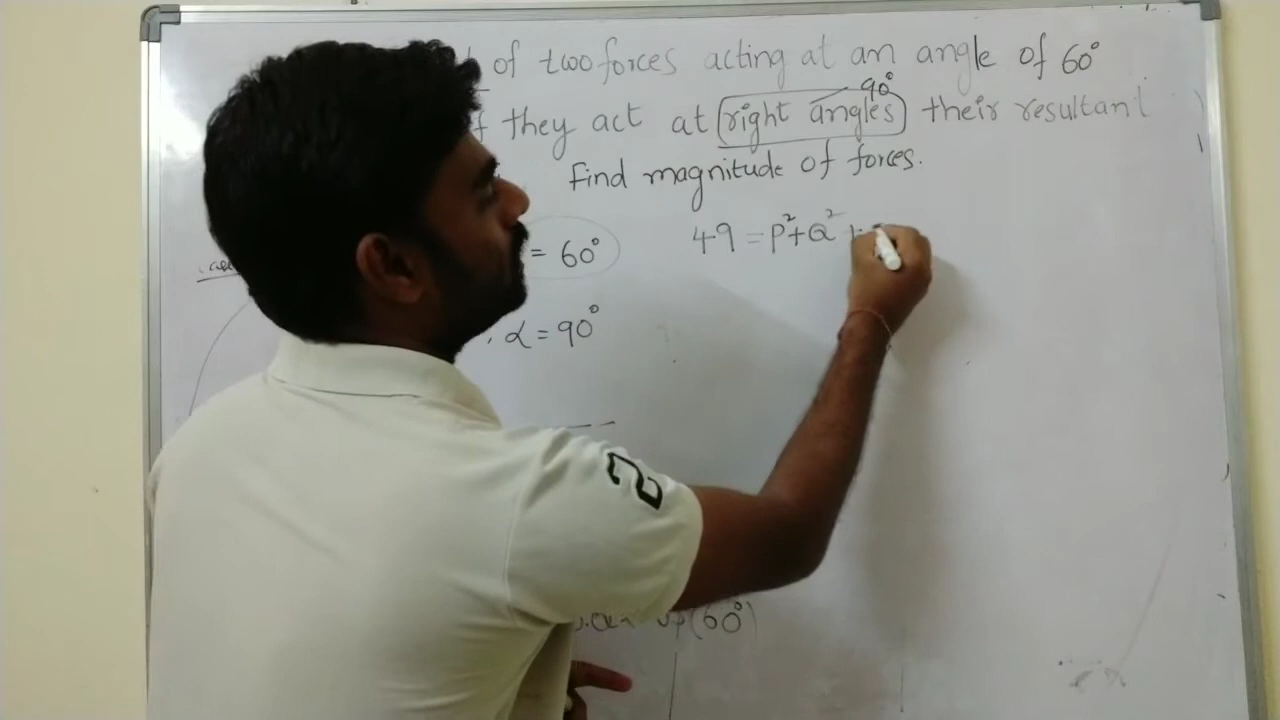 of two forces acting at an angle of 60°
90°
they act at right angles their resultant
Find magnitude of forces.
= 60°
49 = P²+Q² +
α = 90°
(60°)
2